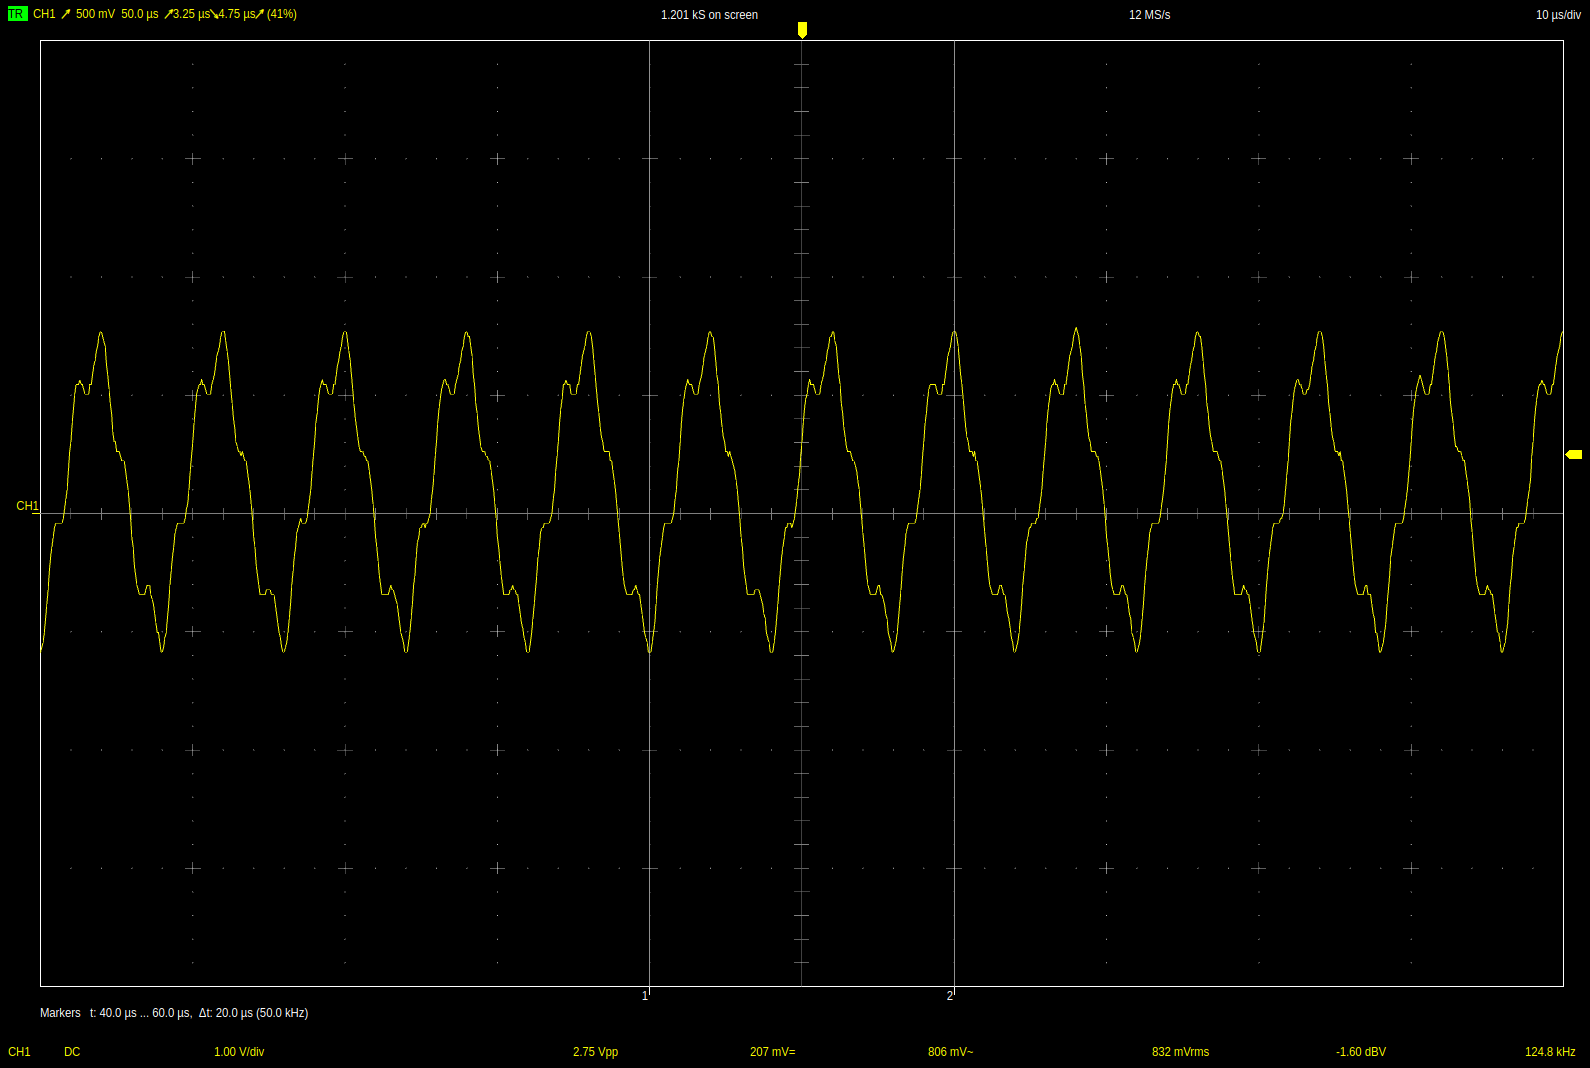 TR CH1 ↗ 500 mV 50.0 µs ↗3.25 µs↘4.75 µs↗ (41%) 1.201 kS on screen 12 MS/s 10 µs/div
CH1
1 2
Markers t: 40.0 µs ... 60.0 µs, Δt: 20.0 µs (50.0 kHz)
CH1 DC 1.00 V/div 2.75 Vpp 207 mV= 806 mV~ 832 mVrms -1.60 dBV 124.8 kHz